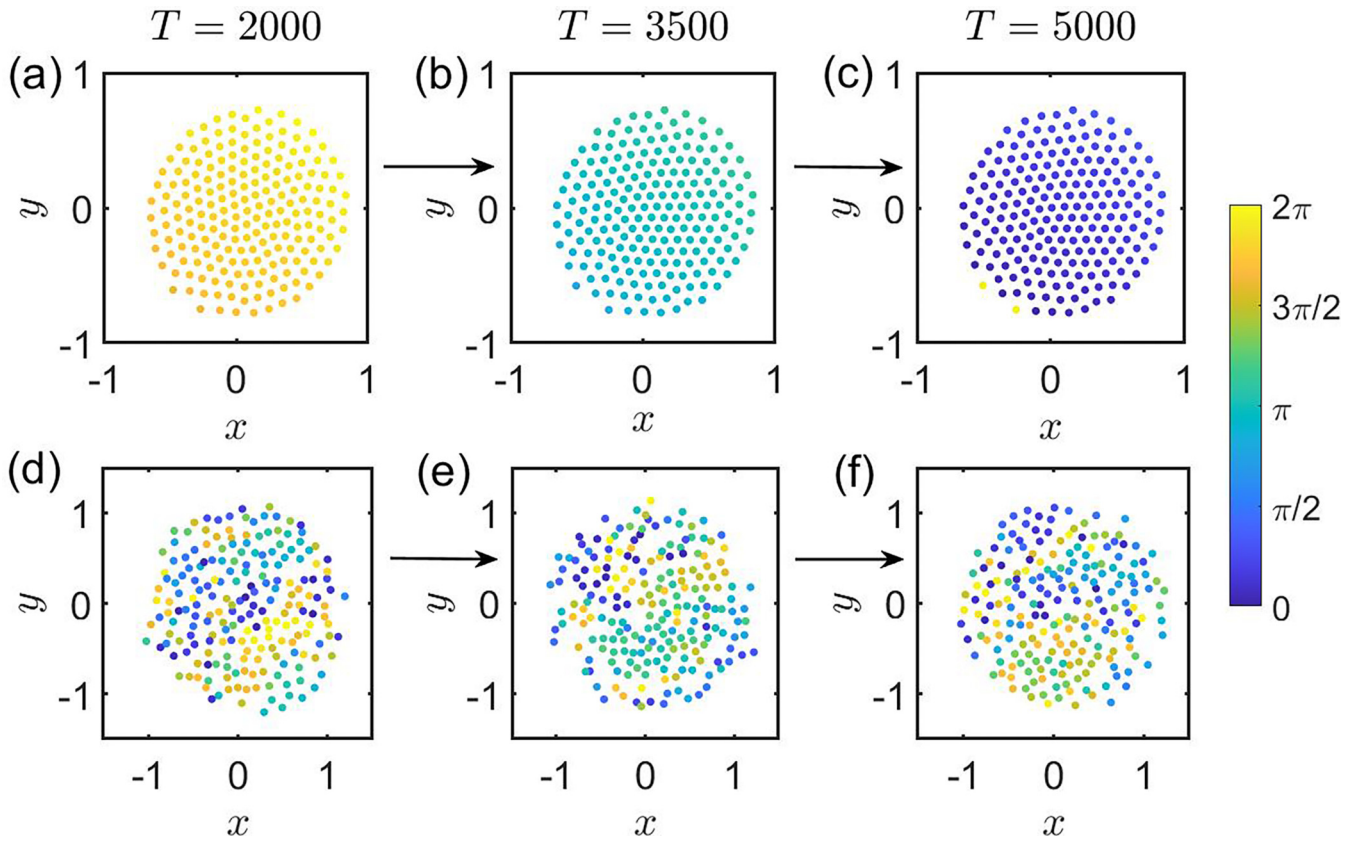 T = 2000 T = 3500 T = 5000
(a) (b) (c)
1 1 1
y 0 y 0 y 0
-1 -1 -1
-1 0 1 -1 0 1 -1 0 1
x x x
2π
3π/2
π
π/2
0
(d) (e) (f)
1 1 1
y 0 y 0 y 0
-1 -1 -1
-1 0 1 -1 0 1 -1 0 1
x x x